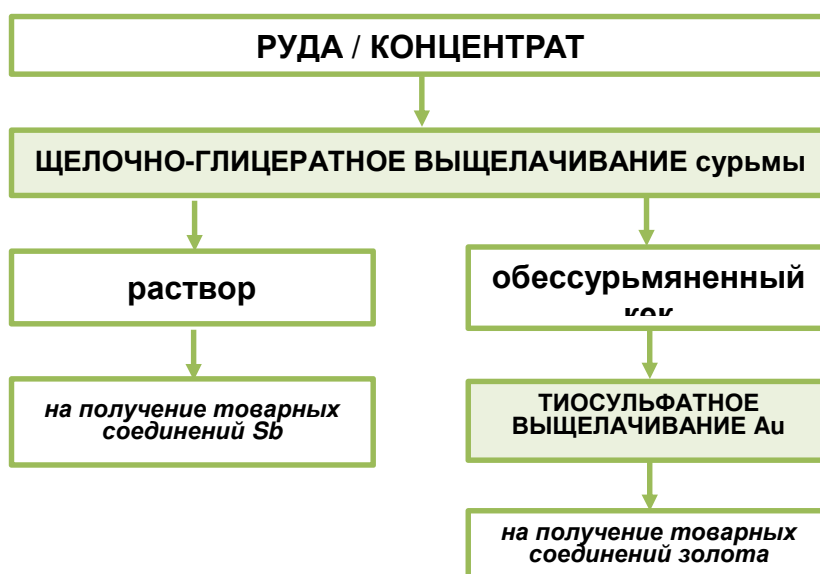 РУДА / КОНЦЕНТРАТ
ЩЕЛОЧНО-ГЛИЦЕРАТНОЕ ВЫЩЕЛАЧИВАНИЕ сурьмы
раствор
обессурьмяненный
кек
на получение товарных
соединений Sb
ТИОСУЛЬФАТНОЕ
ВЫЩЕЛАЧИВАНИЕ Au
на получение товарных
соединений золота